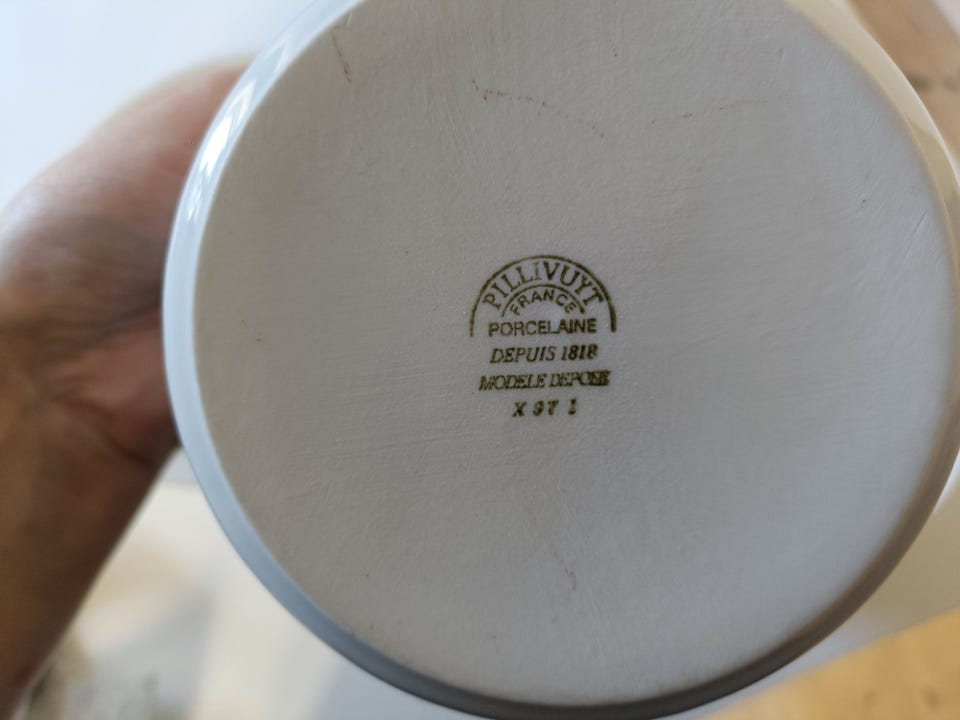 PILLIVUYT
FRANCE
PORCELAINE
DEPUIS 1818
MODELE DEPOSE
X 97 1